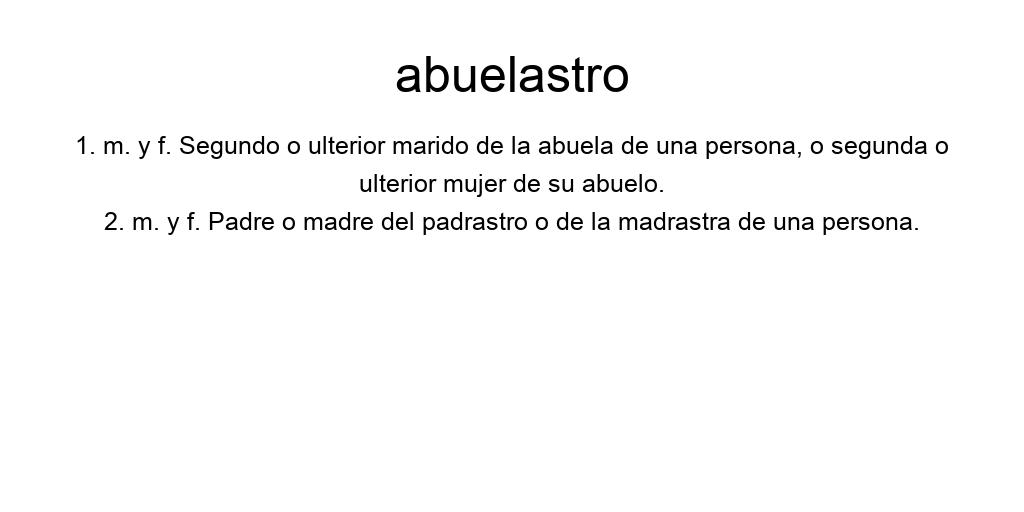 abuelastro
1. m. y f. Segundo o ulterior marido de la abuela de una persona, o segunda o
ulterior mujer de su abuelo.
2. m. y f. Padre o madre del padrastro o de la madrastra de una persona.